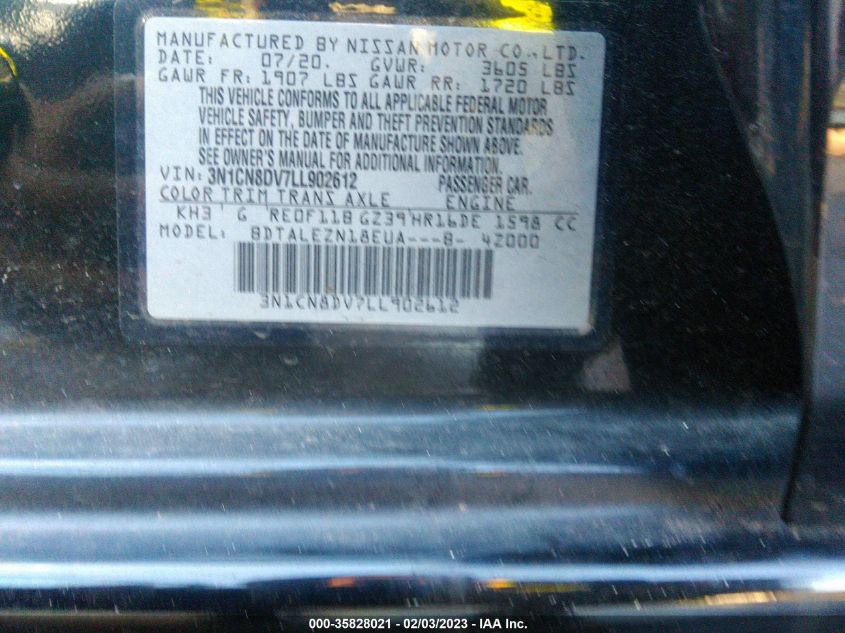 MANUFACTURED BY NISSAN MOTOR CO., LTD.
DATE: 07/20. GVWR: 3605 LBS
GAWR FR: 1907 LBS GAWR RR: 1720 LBS
THIS VEHICLE CONFORMS TO ALL APPLICABLE FEDERAL MOTOR
VEHICLE SAFETY, BUMPER AND THEFT PREVENTION STANDARDS
IN EFFECT ON THE DATE OF MANUFACTURE SHOWN ABOVE.
SEE OWNER'S MANUAL FOR ADDITIONAL INFORMATION.
VIN: 3N1CN8DV7LL902612 PASSENGER CAR.
COLOR TRIM TRANS AXLE ENGINE
KH3 G RE0F11B GZ39 HR16DE 1598 CC
MODEL: BDTALEZN18EUA---B- 42000
3N1CN8DV7LL902612
000-35828021 - 02/03/2023 - IAA Inc.